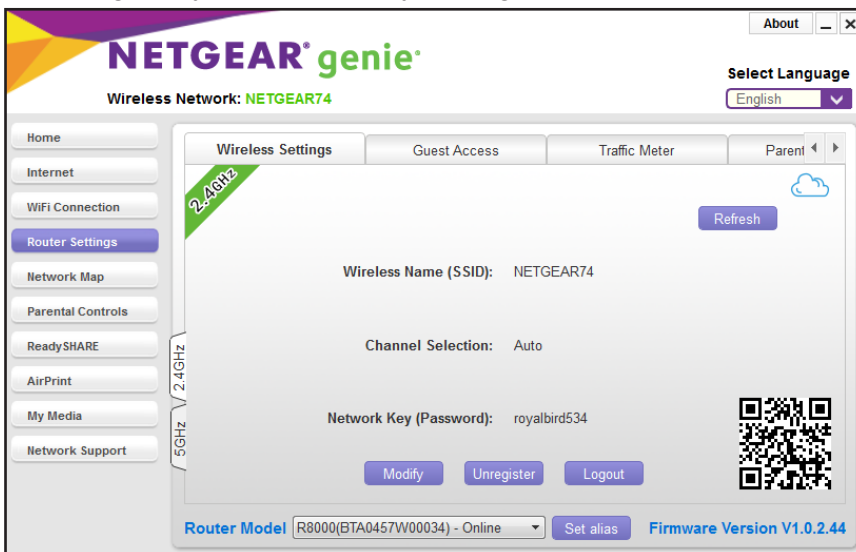 About
NETGEAR® genie®
Select Language
Wireless Network: NETGEAR74
English
Home
Internet
WiFi Connection
Router Settings
Network Map
Parental Controls
ReadySHARE
AirPrint
My Media
Network Support
Wireless Settings
Guest Access
Traffic Meter
Parent
2.4GHz
Refresh
Wireless Name (SSID): NETGEAR74
Channel Selection: Auto
Network Key (Password): royalbird534
2.4GHz
5GHz
Modify
Unregister
Logout
Router Model R8000(BTA0457W00034) - Online
Set alias
Firmware Version V1.0.2.44